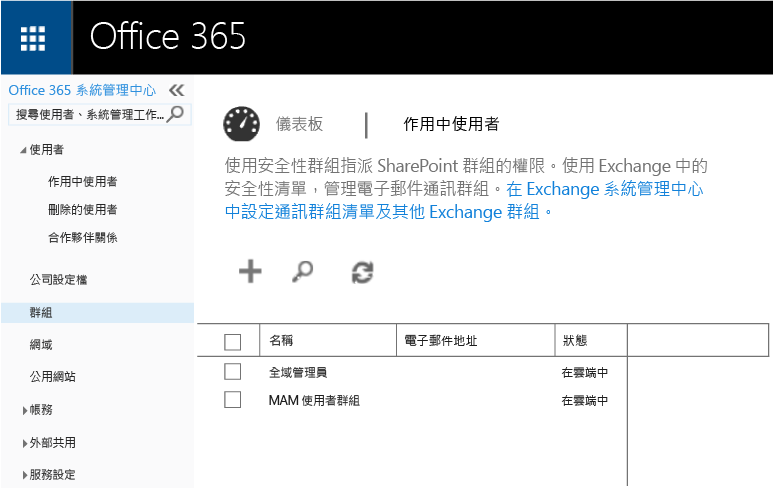 Office 365
Office 365 系統管理中心
搜尋使用者、系統管理工作...
使用者
作用中使用者
刪除的使用者
合作夥伴關係
公司設定檔
群組
網域
公用網站
帳務
外部共用
服務設定
儀表板 | 作用中使用者
使用安全性群組指派 SharePoint 群組的權限。使用 Exchange 中的
安全性清單，管理電子郵件通訊群組。在 Exchange 系統管理中心
中設定通訊群組清單及其他 Exchange 群組。
名稱 電子郵件地址 狀態
全域管理員 在雲端中
MAM 使用者群組 在雲端中